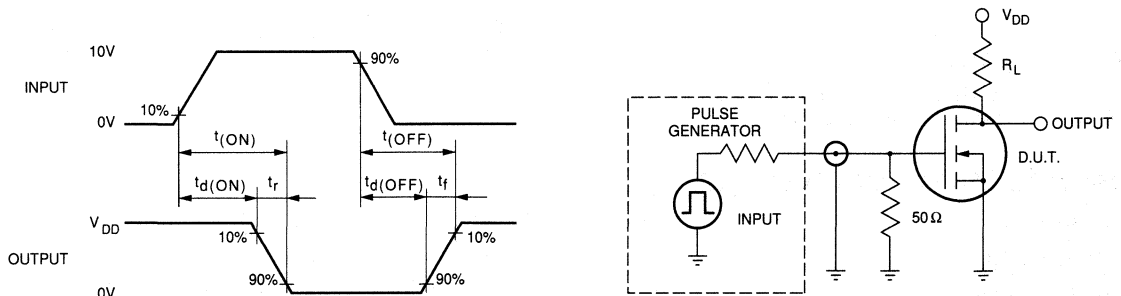 10V
INPUT
90%
10%
0V
t(ON)
t(OFF)
td(ON)
tr
td(OFF)
tf
VDD
10%
10%
OUTPUT
90%
90%
0V
VDD
RL
PULSE
GENERATOR
OUTPUT
D.U.T.
INPUT
50Ω